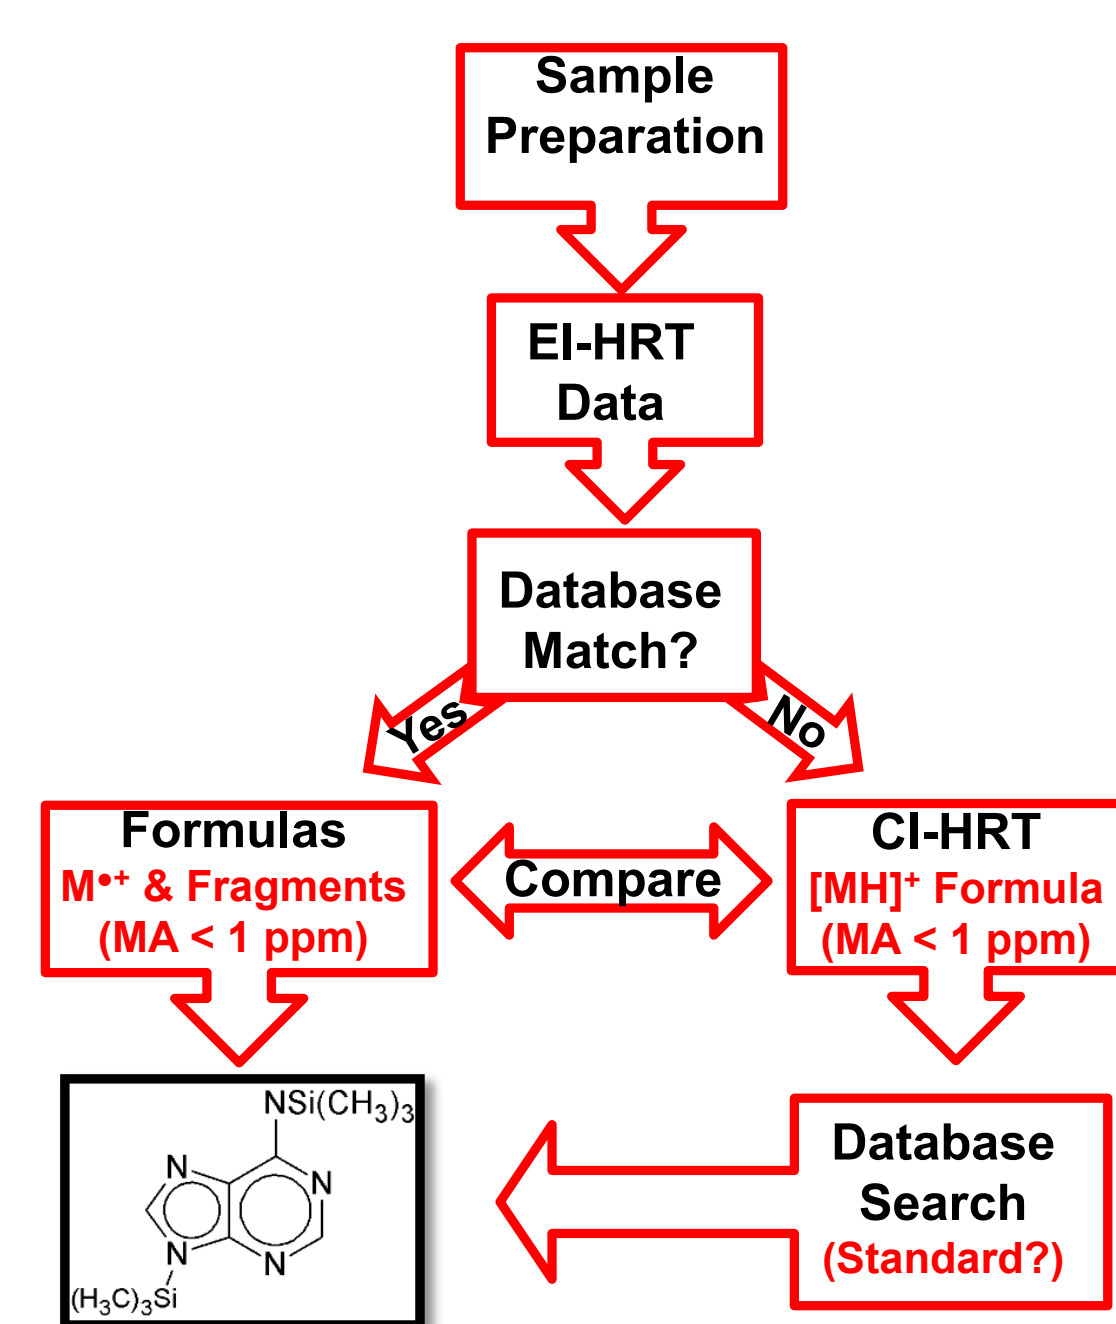 Sample
Preparation
EI-HRT
Data
Database
Match?
Yes
No
Formulas
M•+ & Fragments
(MA < 1 ppm)
Compare
CI-HRT
[MH]+ Formula
(MA < 1 ppm)
NSi(CH3)3
N
N
N
N
(H3C)3Si
Database
Search
(Standard?)